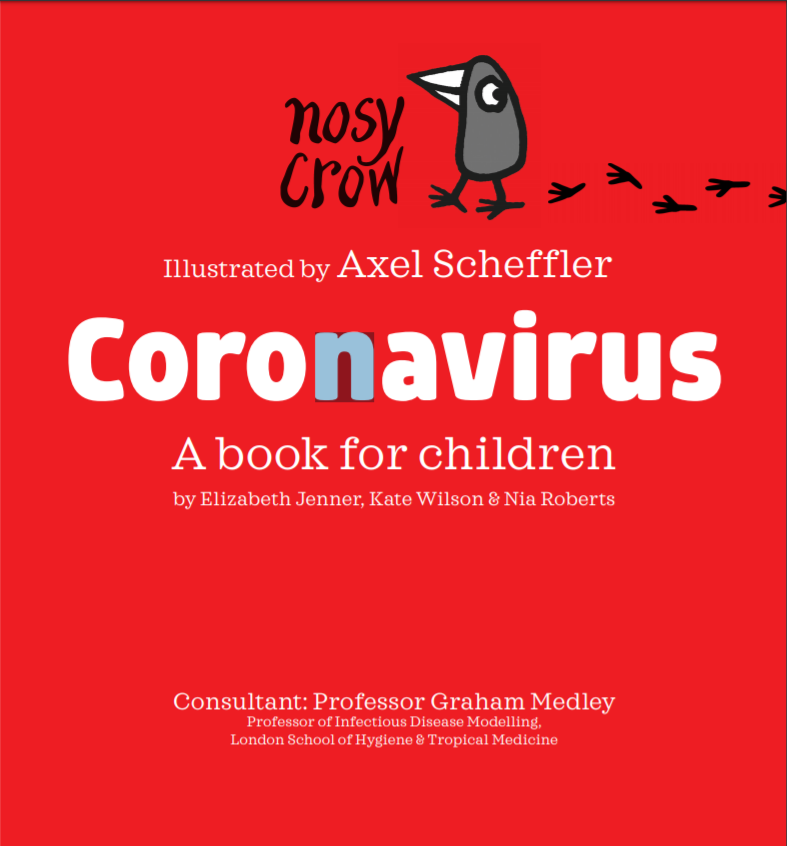 nosy
crow
Illustrated by Axel Scheffler
Coronavirus
A book for children
by Elizabeth Jenner, Kate Wilson & Nia Roberts
Consultant: Professor Graham Medley
Professor of Infectious Disease Modelling,
London School of Hygiene & Tropical Medicine